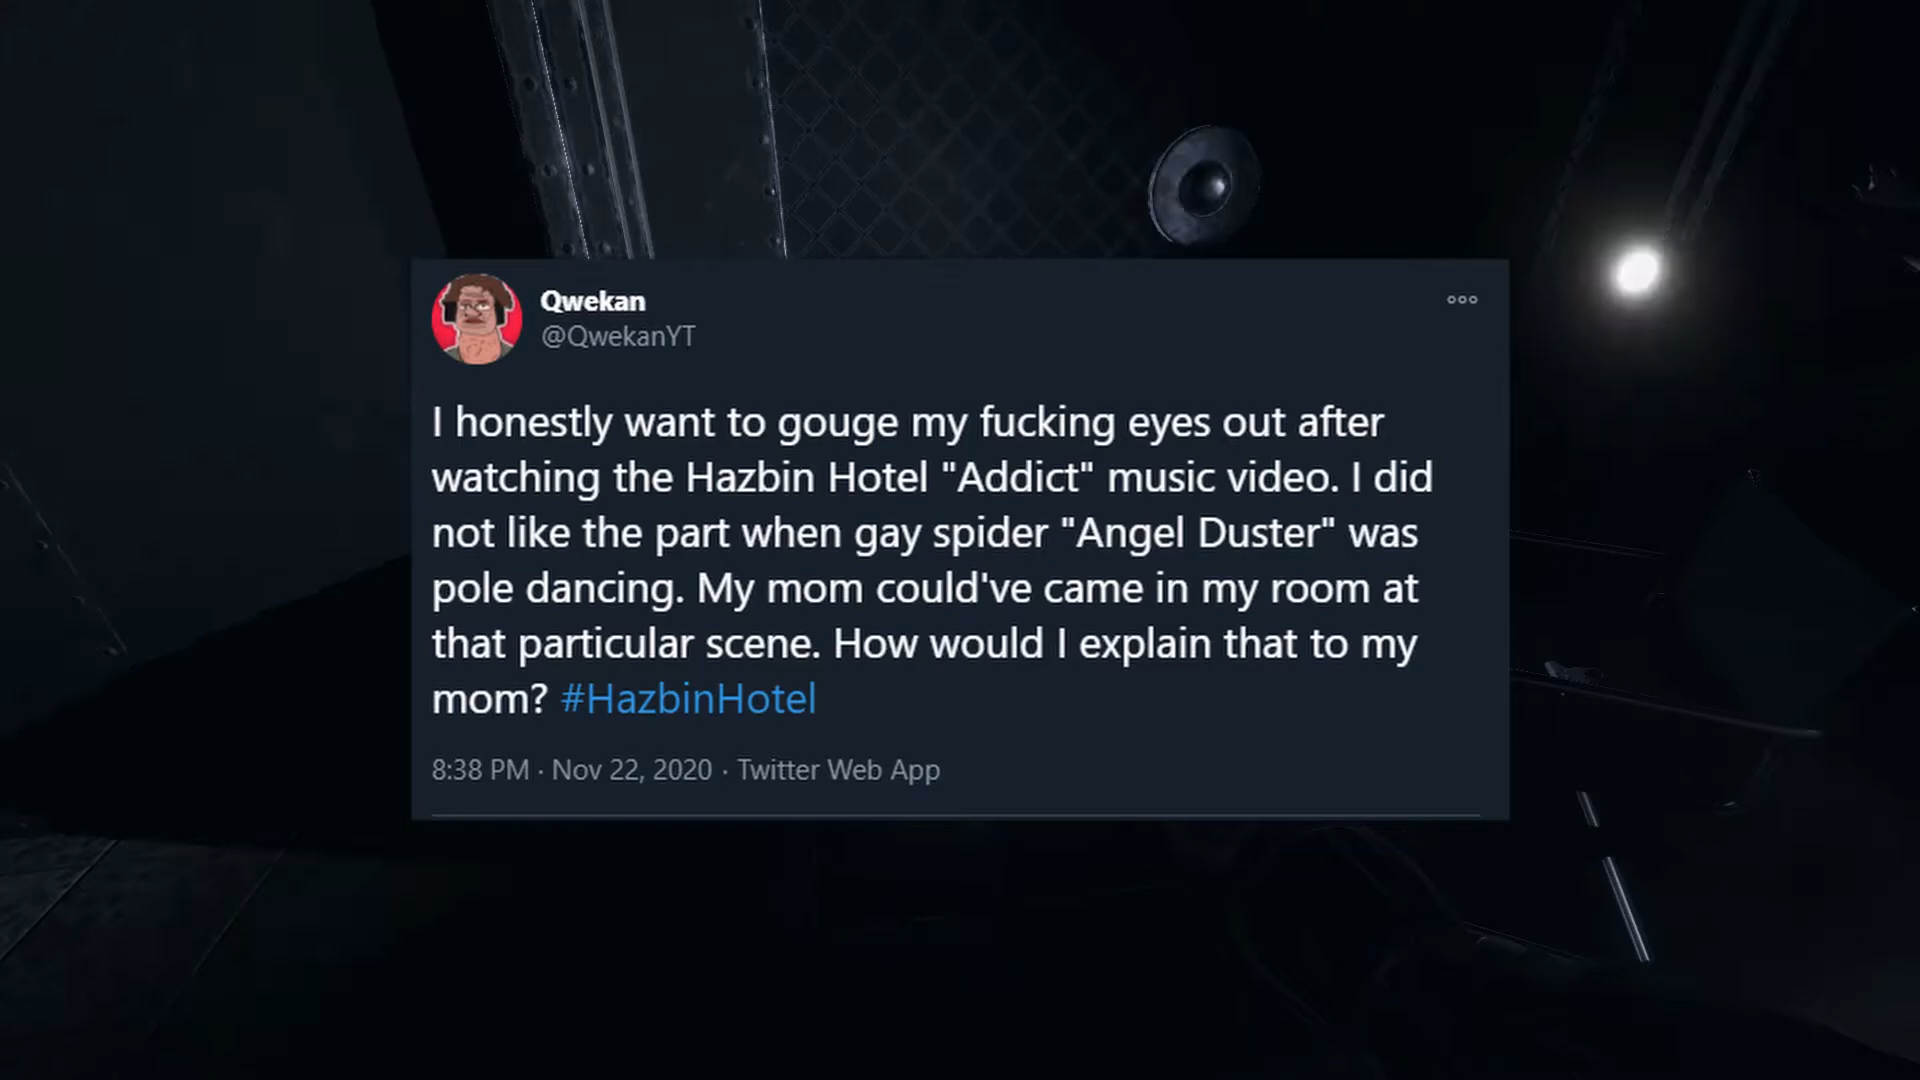 Qwekan
@QwekanYT
I honestly want to gouge my fucking eyes out after
watching the Hazbin Hotel "Addict" music video. I did
not like the part when gay spider "Angel Duster" was
pole dancing. My mom could've came in my room at
that particular scene. How would I explain that to my
mom? #HazbinHotel
8:38 PM · Nov 22, 2020 · Twitter Web App